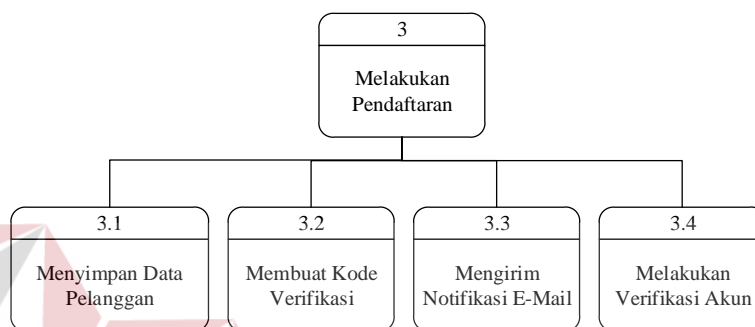 3
Melakukan
Pendaftaran
3.1
Menyimpan Data
Pelanggan
3.2
Membuat Kode
Verifikasi
3.3
Mengirim
Notifikasi E-Mail
3.4
Melakukan
Verifikasi Akun